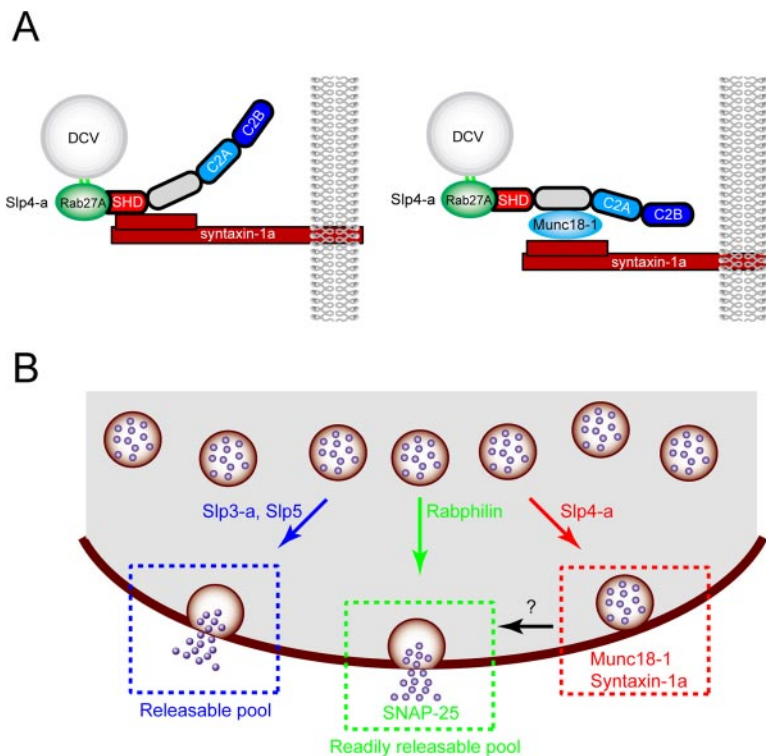 A
DCV
Slp4-a
Rab27A
SHD
C2A
C2B
syntaxin-1a
DCV
Slp4-a
Rab27A
SHD
C2A
C2B
Munc18-1
syntaxin-1a
B
Slp3-a, Slp5
Rabphilin
Slp4-a
?
SNAP-25
Munc18-1
Syntaxin-1a
Releasable pool
Readily releasable pool